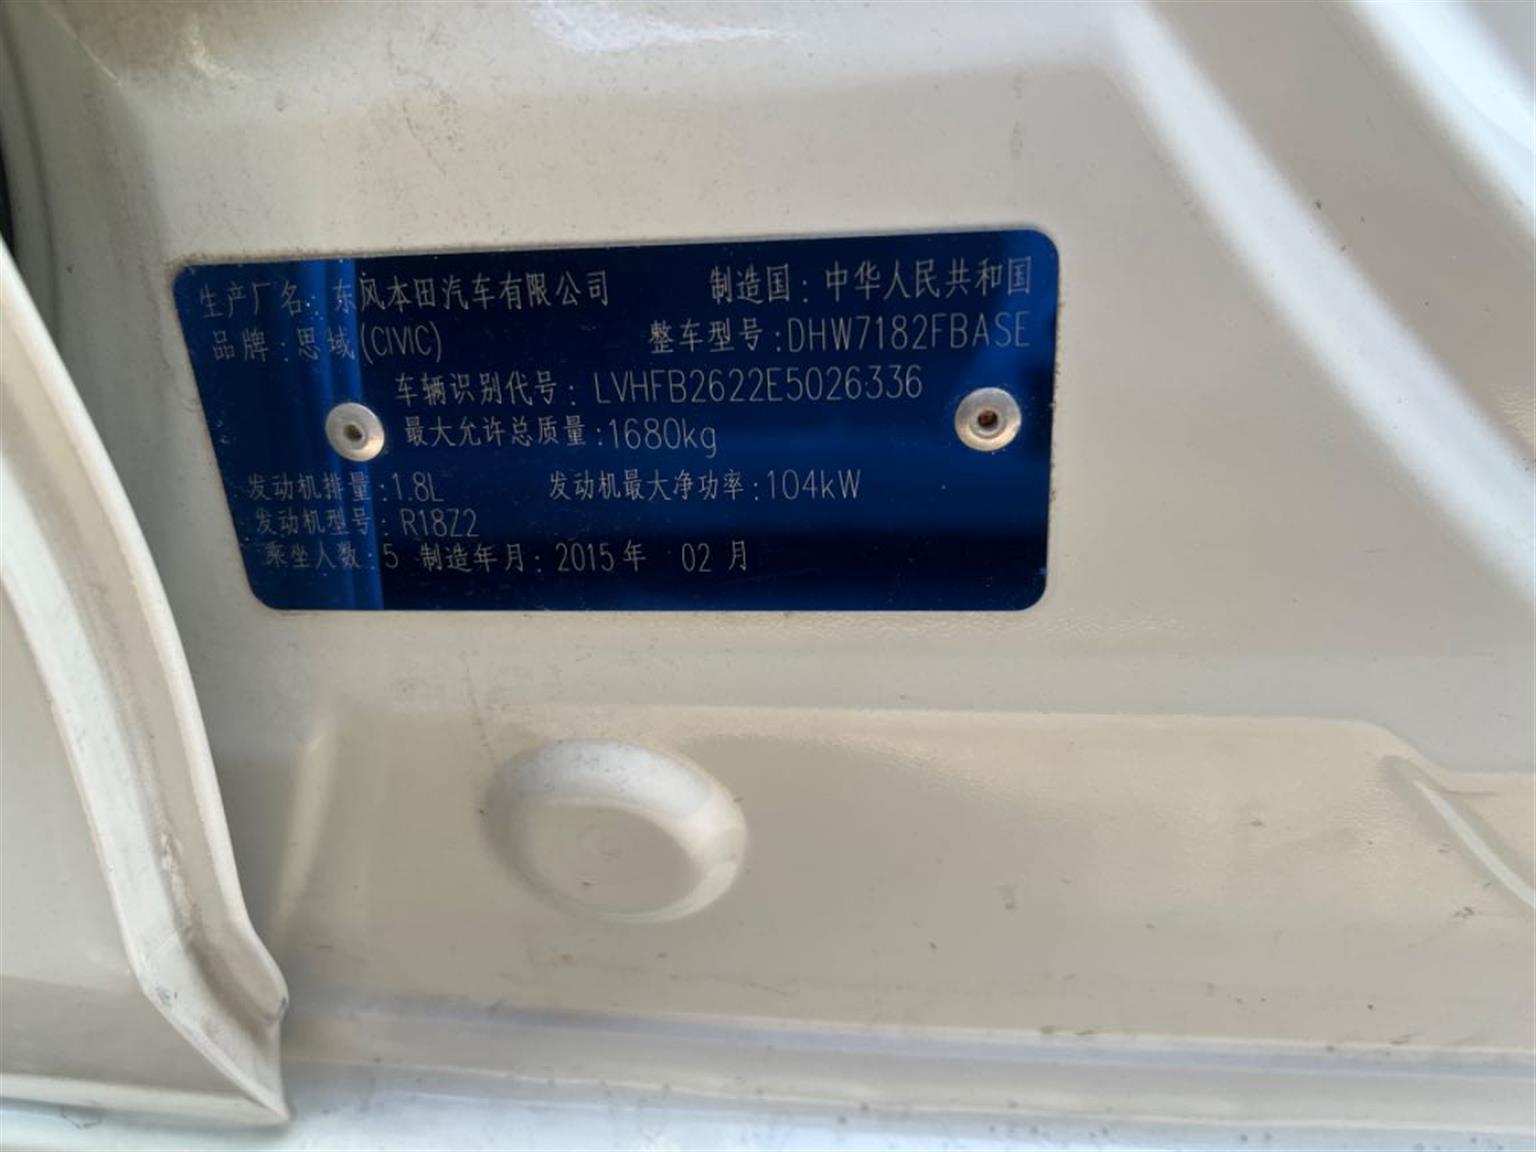 生产厂名：东风本田汽车有限公司 制造国：中华人民共和国
品牌：思域(CIVIC) 整车型号：DHW7182FBASE
车辆识别代号：LVHFB2622E5026336
最大允许总质量：1680kg
发动机排量：1.8L 发动机最大净功率：104kW
发动机型号：R18Z2
乘坐人数：5 制造年月：2015年 02月